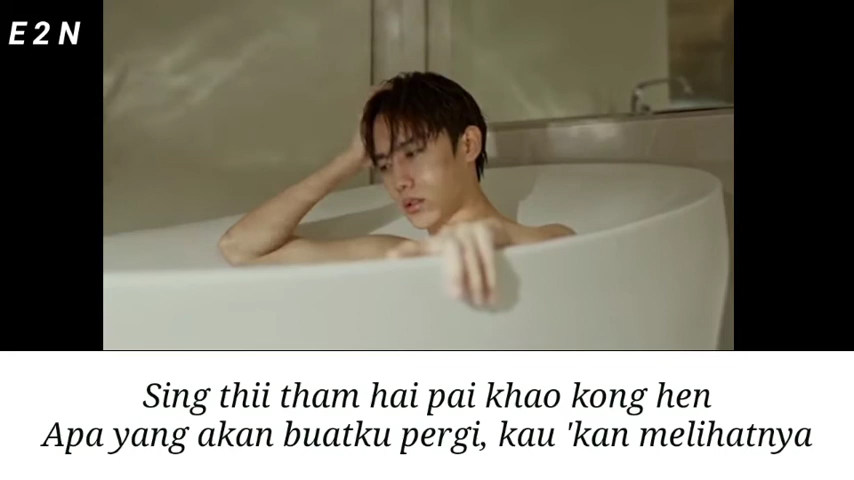 E2N
Sing thii tham hai pai khao kong hen
Apa yang akan buatku pergi, kau 'kan melihatnya